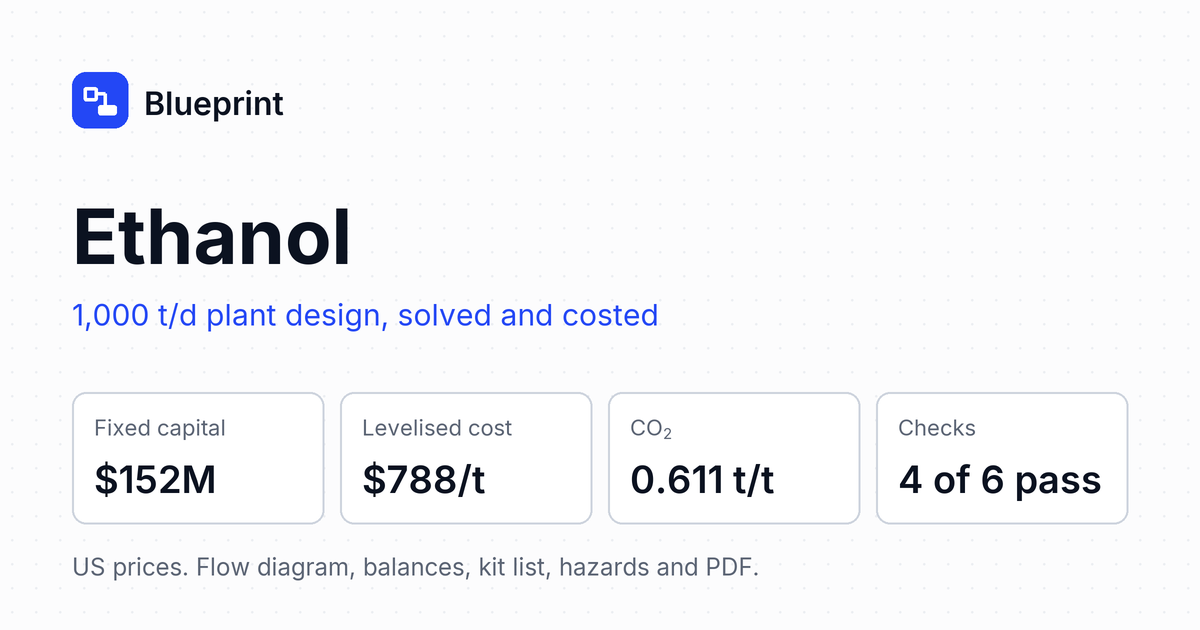 Blueprint
Ethanol
1,000 t/d plant design, solved and costed
Fixed capital
$152M
Levelised cost
$788/t
CO₂
0.611 t/t
Checks
4 of 6 pass
US prices. Flow diagram, balances, kit list, hazards and PDF.